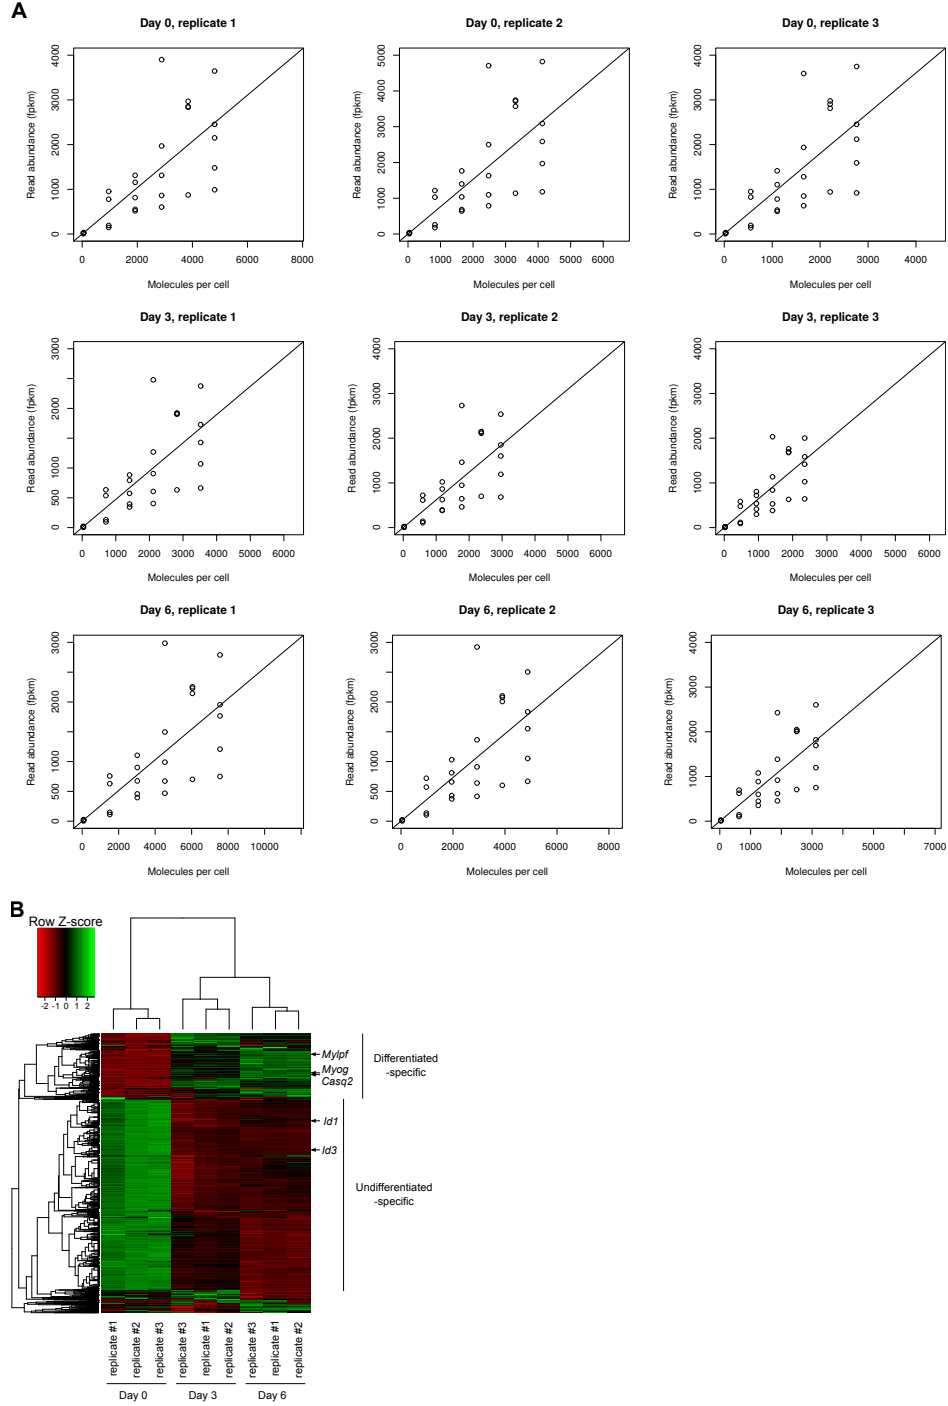 A
Day 0, replicate 1
Day 0, replicate 2
Day 0, replicate 3
Read abundance (fpkm)
0 1000 2000 3000 4000
0 2000 4000 6000 8000
Molecules per cell
Read abundance (fpkm)
0 1000 2000 3000 4000 5000
0 1000 2000 3000 4000 5000 6000
Molecules per cell
Read abundance (fpkm)
0 1000 2000 3000 4000
0 1000 2000 3000 4000
Molecules per cell
Day 3, replicate 1
Day 3, replicate 2
Day 3, replicate 3
Read abundance (fpkm)
0 500 1000 2000 3000
0 1000 2000 3000 4000 5000 6000
Molecules per cell
Read abundance (fpkm)
0 1000 2000 3000 4000
0 1000 2000 3000 4000 5000 6000
Molecules per cell
Read abundance (fpkm)
0 1000 2000 3000 4000
0 1000 2000 3000 4000 5000 6000
Molecules per cell
Day 6, replicate 1
Day 6, replicate 2
Day 6, replicate 3
Read abundance (fpkm)
0 500 1000 2000 3000
0 2000 4000 6000 8000 10000
Molecules per cell
Read abundance (fpkm)
0 500 1000 2000 3000
0 2000 4000 6000 8000
Molecules per cell
Read abundance (fpkm)
0 1000 2000 3000 4000
0 1000 3000 5000 7000
Molecules per cell
B
Row Z-score
-2 -1 0 1 2
Mylpf
Myog
Casq2
Id1
Id3
Differentiated
-specific
Undifferentiated
-specific
replicate #1
replicate #2
replicate #3
replicate #3
replicate #1
replicate #2
replicate #3
replicate #1
replicate #2
Day 0
Day 3
Day 6